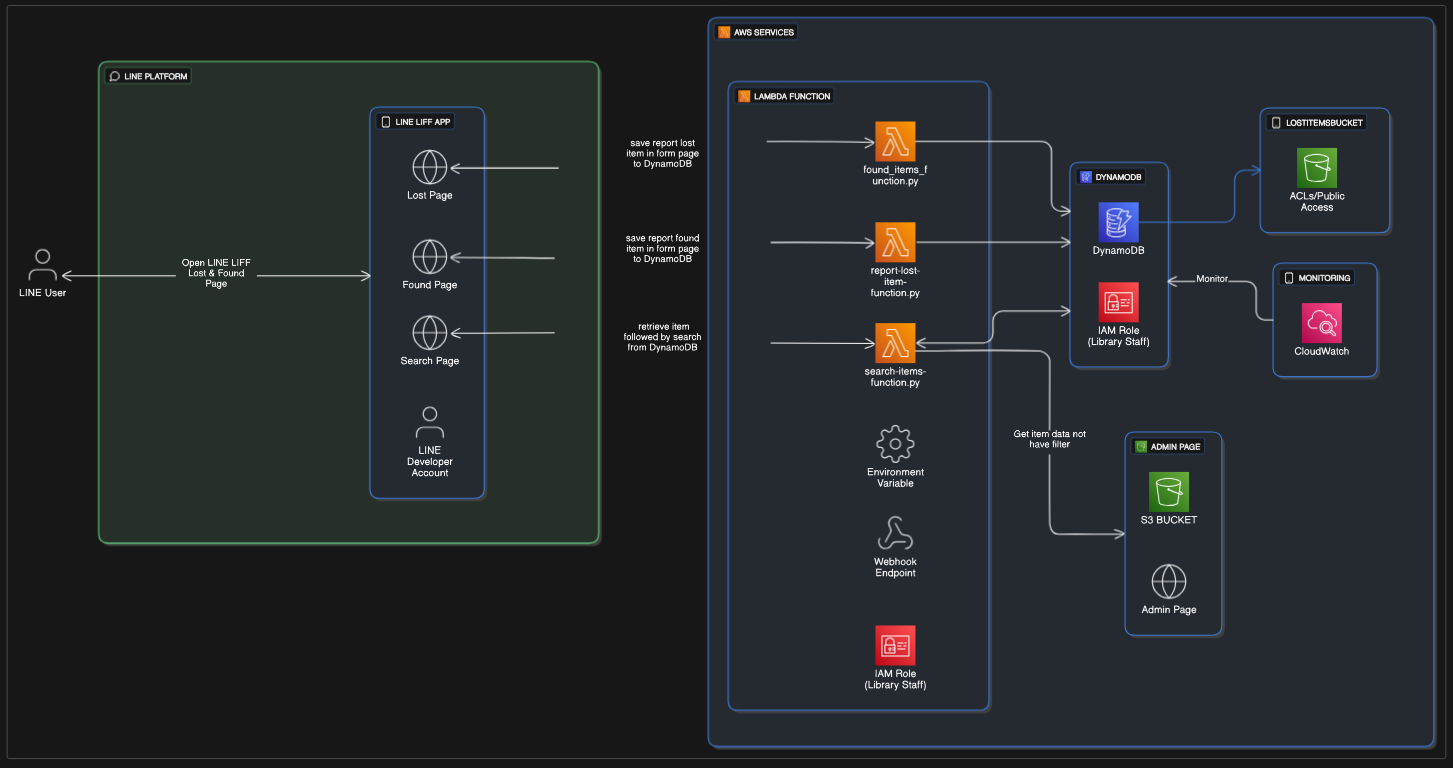 AWS SERVICES
LINE PLATFORM
LAMBDA FUNCTION
LINE LIFF APP
LOSTITEMSBUCKET
save report lost
item in form page
to DynamoDB
found_items_f
unction.py
DYNAMODB
Lost Page
ACLs/Public
Access
save report found
item in form page
to DynamoDB
DynamoDB
LINE User
Open LINE LIFF
Lost & Found
Page
Found Page
report-lost-
item-
function.py
Monitor
MONITORING
retrieve item
followed by search
from DynamoDB
IAM Role
(Library Staff)
CloudWatch
Search Page
search-items-
function.py
LINE
Developer
Account
Get item data not
have filter
ADMIN PAGE
Environment
Variable
S3 BUCKET
Webhook
Endpoint
Admin Page
IAM Role
(Library Staff)